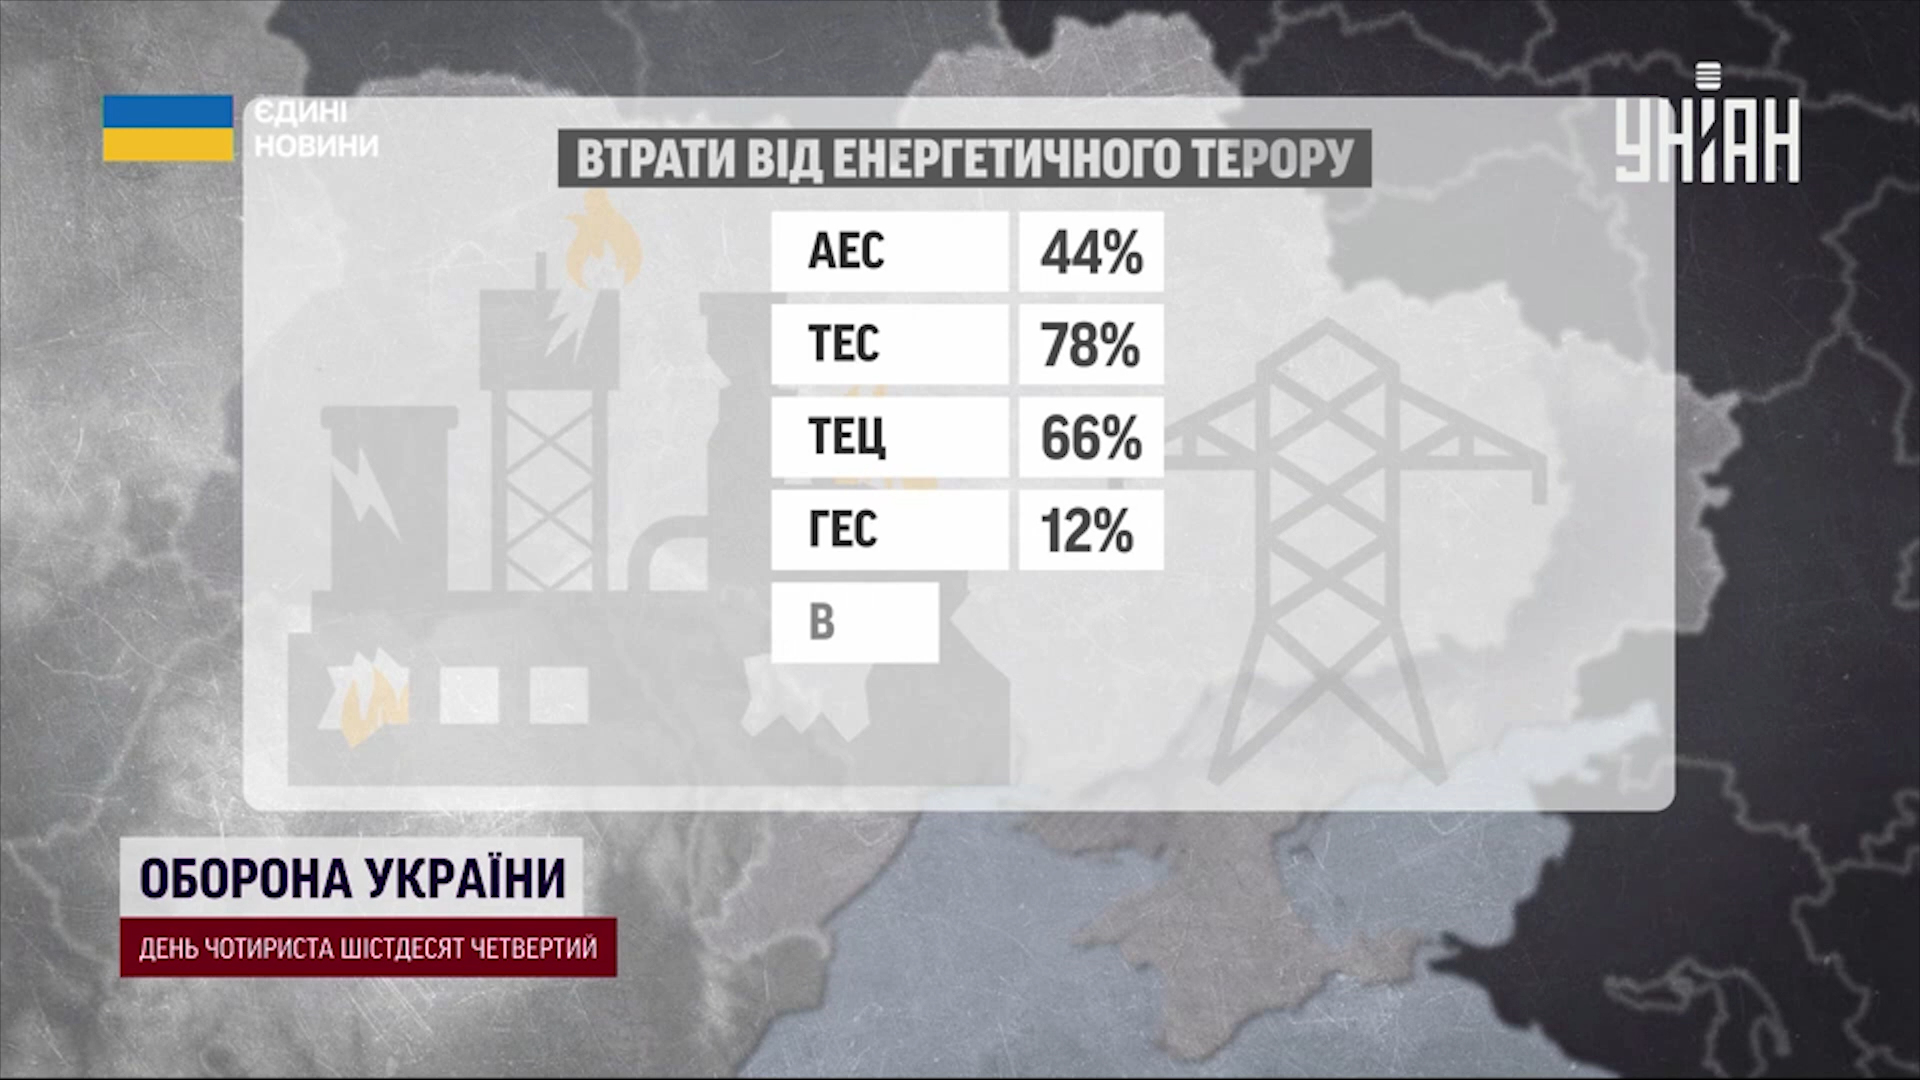 ЄДИНІ
НОВИНИ
УНІАН
ВТРАТИ ВІД ЕНЕРГЕТИЧНОГО ТЕРОРУ
АЕС 44%
ТЕС 78%
ТЕЦ 66%
ГЕС 12%
В
ОБОРОНА УКРАЇНИ
ДЕНЬ ЧОТИРИСТА ШІСТДЕСЯТ ЧЕТВЕРТИЙ